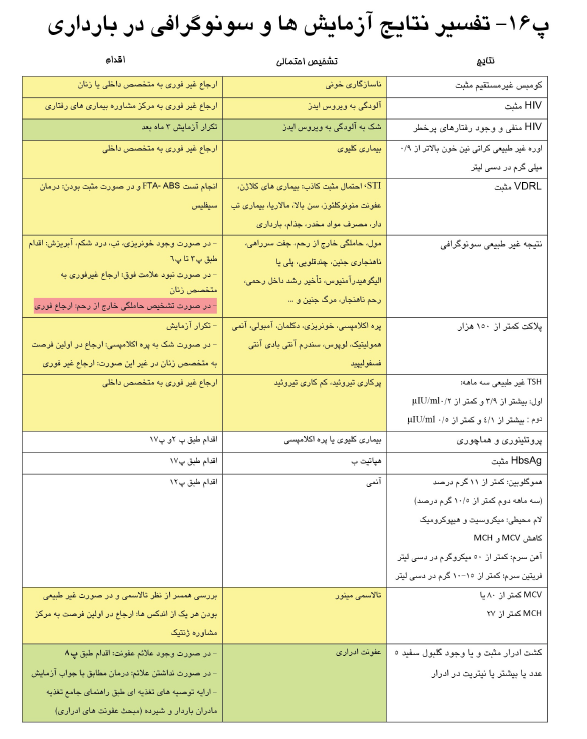 پ۱۶- تفسیر نتایج آزمایش ها و سونوگرافی در بارداری
نتایج
تشخیص احتمالی
اقدام
کومبس غیرمستقیم مثبت
ناسازگاری خونی
ارجاع غیر فوری به متخصص داخلی یا زنان
HIV مثبت
آلودگی به ویروس ایدز
ارجاع غیر فوری به مرکز مشاوره بیماری های رفتاری
HIV منفی و وجود رفتارهای پرخطر
شک به آلودگی به ویروس ایدز
تکرار آزمایش ۳ ماه بعد
اوره غیر طبیعی کراتی نین خون بالاتر از ۰/۹
میلی گرم در دسی لیتر
بیماری کلیوی
ارجاع غیر فوری به متخصص داخلی
VDRL مثبت
STI، احتمال مثبت کاذب: بیماری های کلاژن،
عفونت منونوکلئوز، سن بالا، مالاریا، بیماری تب
دار، مصرف مواد مخدر، جذام، بارداری
انجام تست FTA- ABS و در صورت مثبت بودن: درمان
سیفلیس
نتیجه غیر طبیعی سونوگرافی
مول، حاملگی خارج از رحم، جفت سرراهی،
ناهنجاری جنین، چندقلویی، پلی یا
الیگوهیدرآمنیوس، تأخیر رشد داخل رحمی،
رحم ناهنجار، مرگ جنین و ...
- در صورت وجود خونریزی، تب، درد شکم، آبریزش: اقدام
طبق پ۳ تا پ٦
- در صورت نبود علامت فوق: ارجاع غیرفوری به
متخصص زنان
- در صورت تشخیص حاملگی خارج از رحم: ارجاع فوری
پلاکت کمتر از ۱۵۰ هزار
پره اکلامپسی، خونریزی، دکلمان، آمبولی، آنمی
همولیتیک، لوپوس، سندرم آنتی بادی آنتی
فسفولیپید
- تکرار آزمایش
- در صورت شک به پره اکلامپسی: ارجاع در اولین فرصت
به متخصص زنان در غیر این صورت: ارجاع غیر فوری
TSH غیر طبیعی سه ماهه:
اول: بیشتر از ۳/۹ و کمتر از ۰/۲ µIU/ml
دوم : بیشتر از ٤/۱ و کمتر از ۰/۵ µIU/ml
پرکاری تیروئید، کم کاری تیروئید
ارجاع غیر فوری به متخصص داخلی
پروتئینوری و هماچوری
بیماری کلیوی یا پره اکلامپسی
اقدام طبق پ ۲و پ۱۷
HbsAg مثبت
هپاتیت ب
اقدام طبق پ۱۷
هموگلوبین: کمتر از ۱۱ گرم درصد
(سه ماهه دوم کمتر از ۱۰/۵ گرم درصد)
لام محیطی: میکروسیت و هیپوکرومیک
کاهش MCV و MCH
آهن سرم: کمتر از ۵۰ میکروگرم در دسی لیتر
فریتین سرم: کمتر از ۱۵-۱۰ گرم در دسی لیتر
آنمی
اقدام طبق پ۱۲
MCV کمتر از ۸۰ یا
MCH کمتر از ۲۷
تالاسمی مینور
بررسی همسر از نظر تالاسمی و در صورت غیر طبیعی
بودن هر یک از اندکس ها: ارجاع در اولین فرصت به مرکز
مشاوره ژنتیک
کشت ادرار مثبت و یا وجود گلبول سفید ۵
عدد یا بیشتر یا نیتریت در ادرار
عفونت ادراری
- در صورت وجود علائم عفونت: اقدام طبق پ۸
- در صورت نداشتن علائم: درمان مطابق با جواب آزمایش
- ارایه توصیه های تغذیه ای طبق راهنمای جامع تغذیه
مادران باردار و شیرده (مبحث عفونت های ادراری)